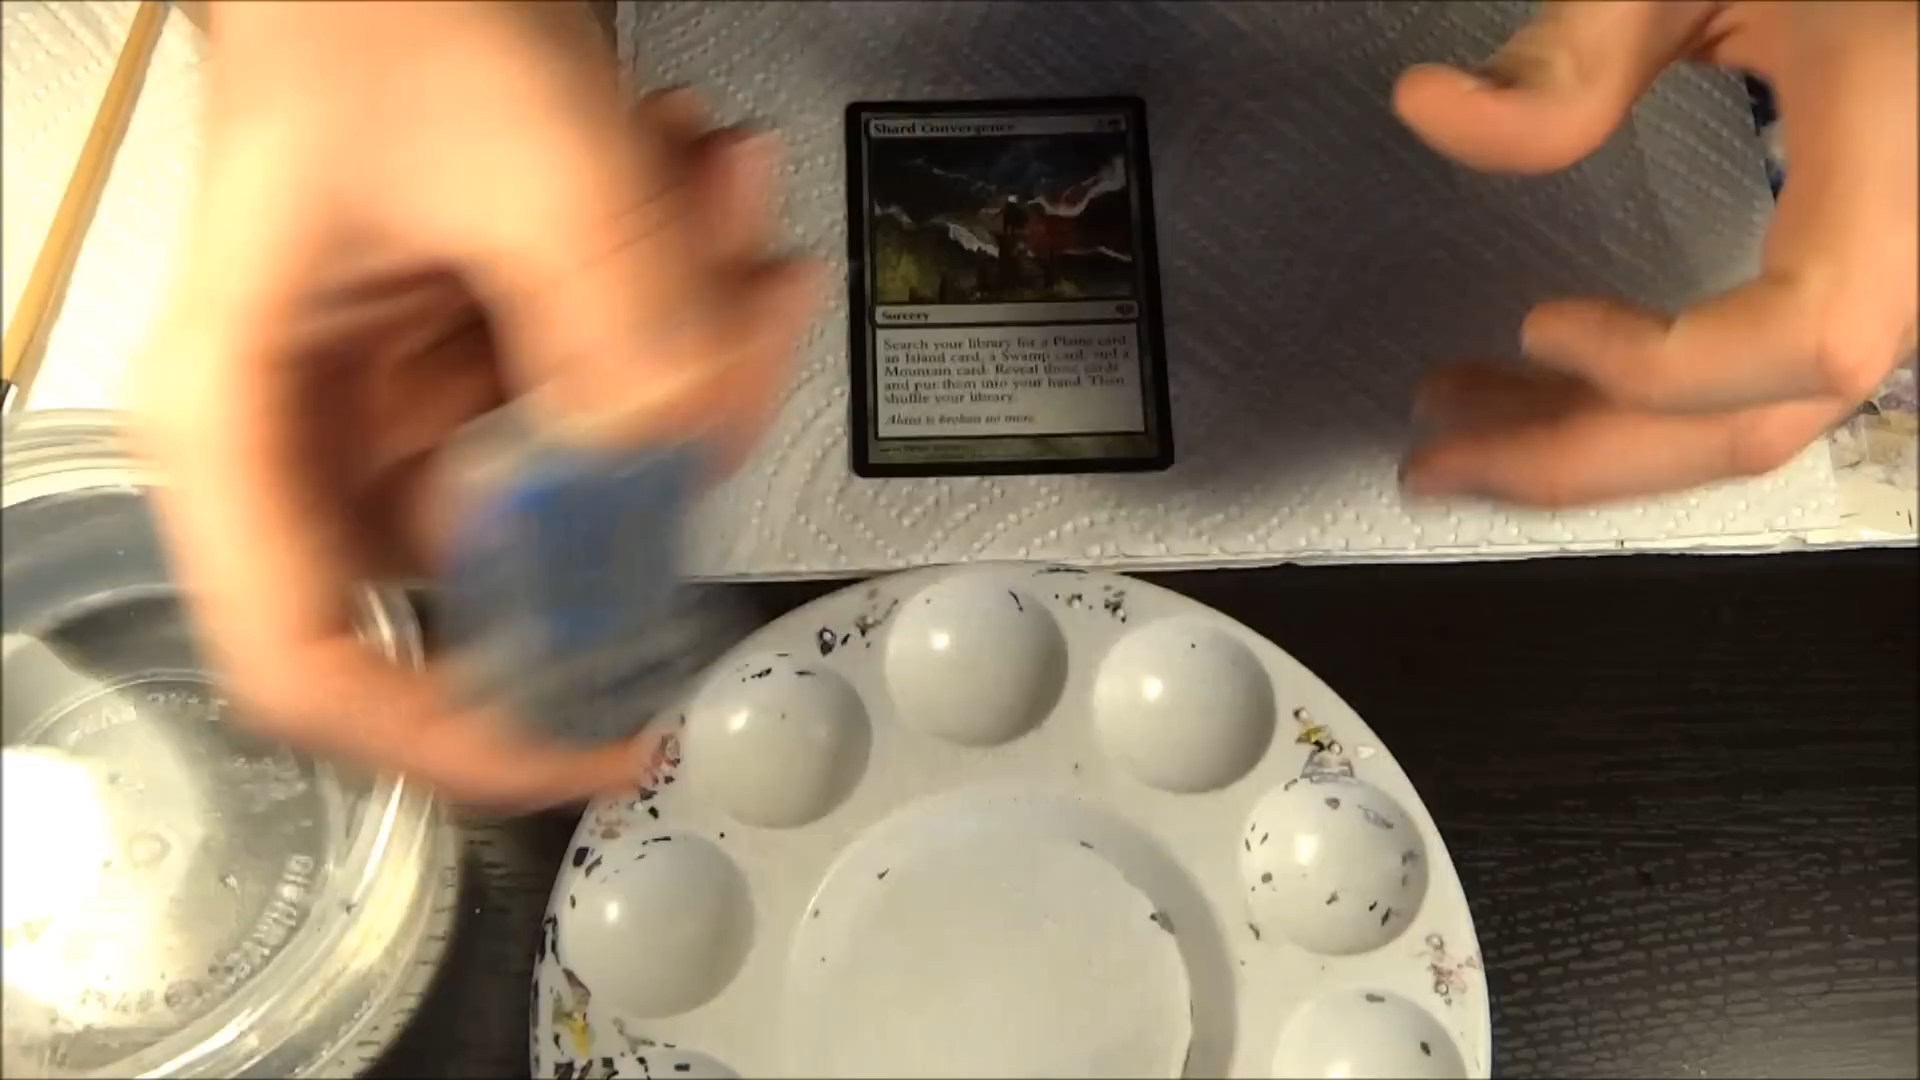 Shard Convergence
Sorcery
Search your library for a Plains card,
an Island card, a Swamp card, and a
Mountain card. Reveal those cards
and put them into your hand. Then
shuffle your library.
Alara is broken no more.